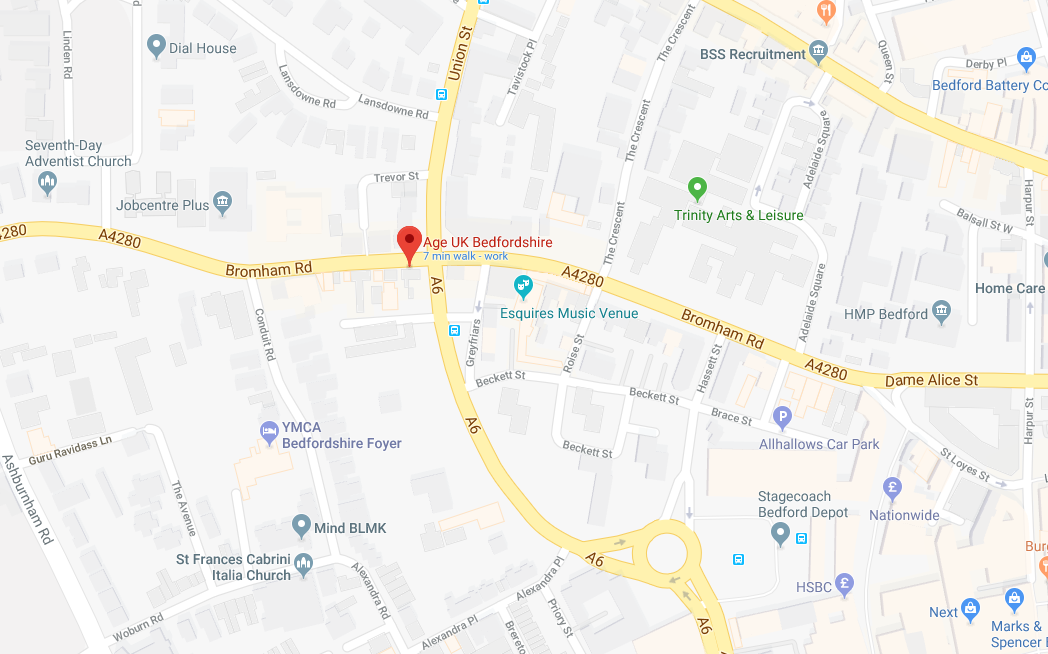 Linden Rd
Dial House
Lansdowne Rd
Lansdowne Rd
Union St
Tavistock Pl
The Crescent
BSS Recruitment
Queen St
Derby Pl
Bedford Battery Co
Seventh-Day
Adventist Church
Jobcentre Plus
Trevor St
The Crescent
Trinity Arts & Leisure
Adelaide Square
Harpur St
Balsall St W
4280
A4280
Bromham Rd
Age UK Bedfordshire
7 min walk - work
The Crescent
A4280
A6
Esquires Music Venue
Adelaide Square
Home Care
HMP Bedford
Conduit Rd
Greyfriars
Roise St
Bromham Rd
Hassett St
A4280
Dame Alice St
Beckett St
Beckett St
Brace St
Harpur St
A6
YMCA
Bedfordshire Foyer
Beckett St
Allhallows Car Park
Guru Ravidass Ln
Ashburnham Rd
The Avenue
St Loyes St
Stagecoach
Bedford Depot
Nationwide
Mind BLMK
St Frances Cabrini
Italia Church
Alexandra Rd
A6
Alexandra Pl
HSBC
Priory St
Woburn Rd
Alexandra Pl
Brereto
A6
Next
Marks &
Spencer